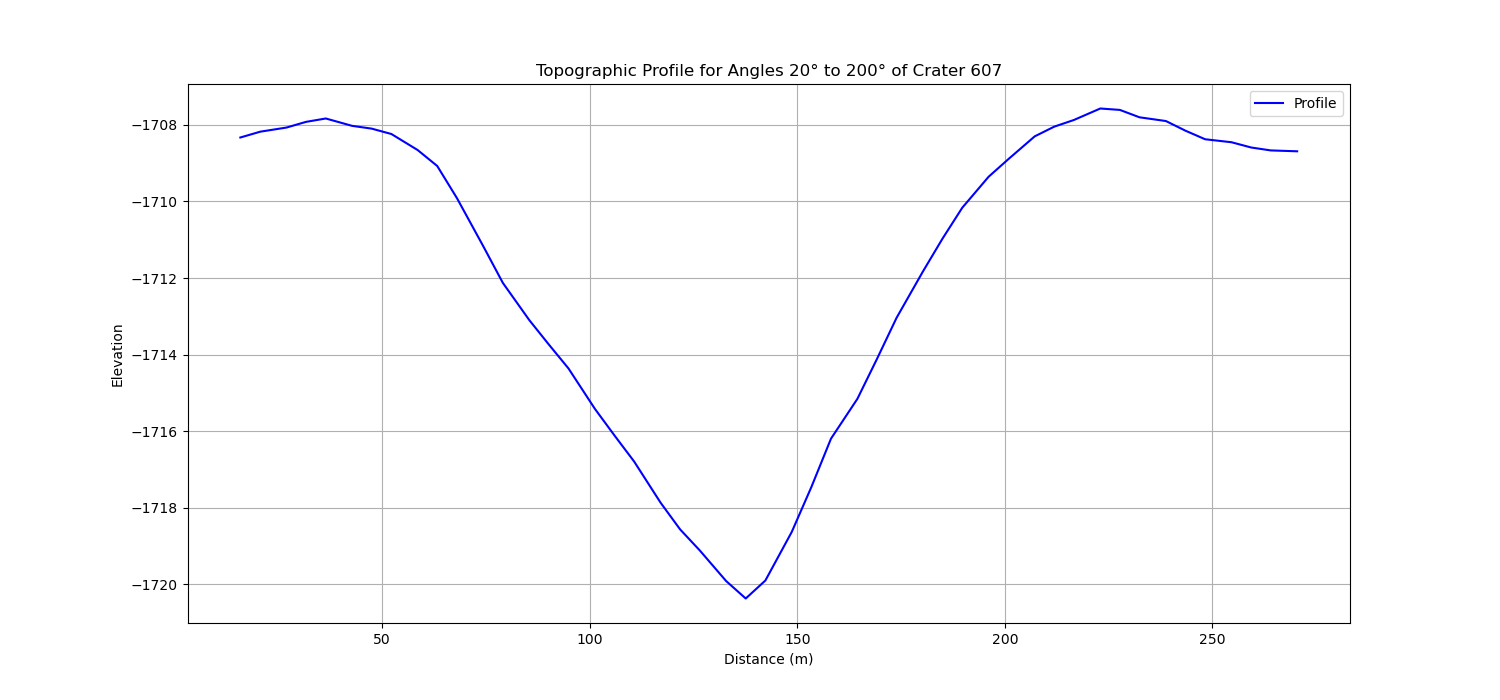 Topographic Profile for Angles 20° to 200° of Crater 607
Profile
−1708
−1710
−1712
−1714
−1716
−1718
−1720
Elevation
50 100 150 200 250
Distance (m)